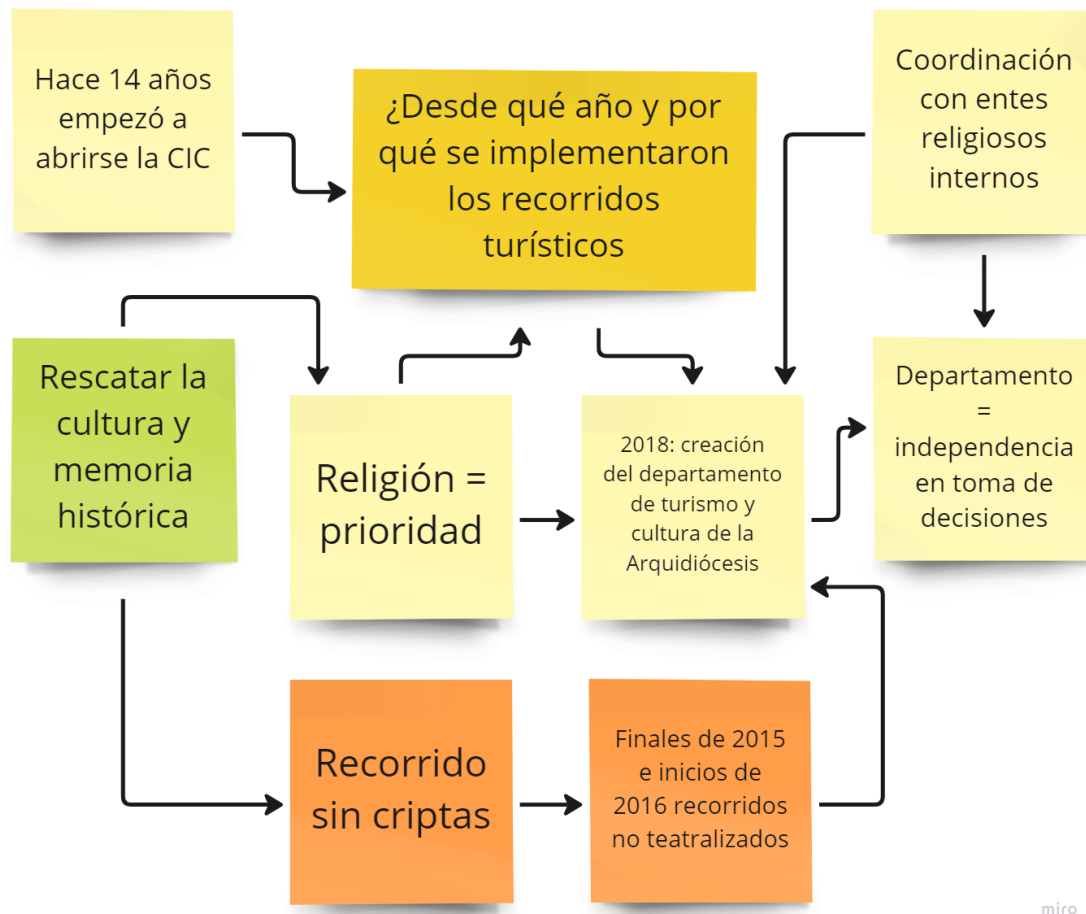 Hace 14 años
empezó a
abrirse la CIC
¿Desde qué año y por
qué se implementaron
los recorridos
turísticos
Coordinación
con entes
religiosos
internos
Rescatar la
cultura y
memoria
histórica
Religión =
prioridad
2018: creación
del departamento
de turismo y
cultura de la
Arquidiócesis
Departamento
=
independencia
en toma de
decisiones
Recorrido
sin criptas
Finales de 2015
e inicios de
2016 recorridos
no teatralizados
miro